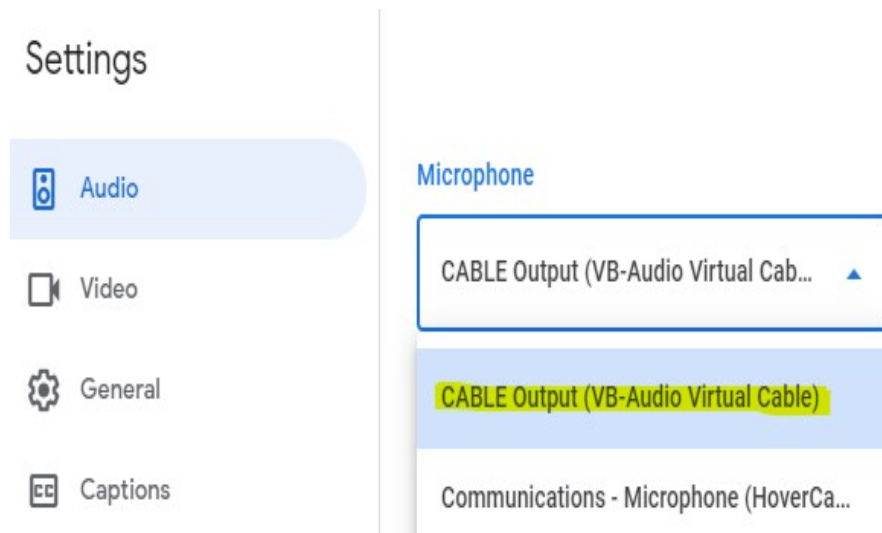 Settings
Audio
Video
General
Captions
Microphone
CABLE Output (VB-Audio Virtual Cab...
CABLE Output (VB-Audio Virtual Cable)
Communications - Microphone (HoverCa...